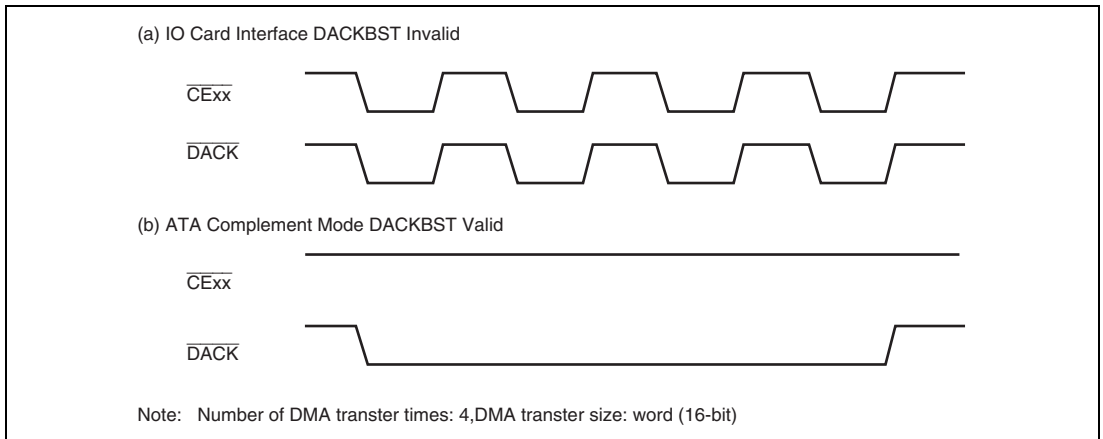 (a) IO Card Interface DACKBST Invalid
CExx
DACK
(b) ATA Complement Mode DACKBST Valid
CExx
DACK
Note: Number of DMA transter times: 4,DMA transter size: word (16-bit)